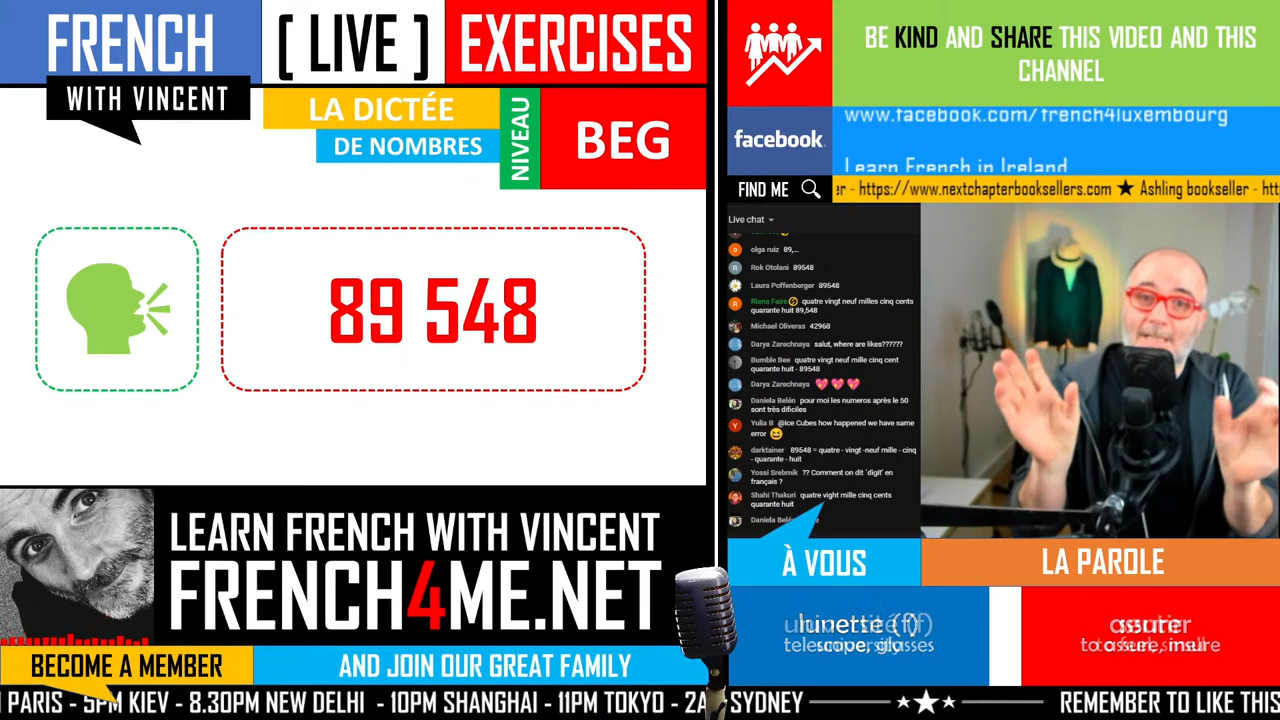 FRENCH
WITH VINCENT
[ LIVE ]
EXERCISES
LA DICTÉE
DE NOMBRES
NIVEAU
BEG
89 548
LEARN FRENCH WITH VINCENT
FRENCH4ME.NET
BECOME A MEMBER
AND JOIN OUR GREAT FAMILY
BE KIND AND SHARE THIS VIDEO AND THIS
CHANNEL
facebook.
www.facebook.com/french4luxembourg
Learn French in Ireland
FIND ME
er - https://www.nextchapterbooksellers.com ★ Ashling bookseller - htt
Live chat
olga ruiz 89,...
Rok Otolani 89548
Laura Poffenberger 89548
Riena Faire quatre vingt neuf milles cinq cents
quarante huit 89,548
Michael Oliveras 42968
Darya Zarechnaya salut, where are likes??????
Bumble Bee quatre vingt neuf mille cinq cent
quarante huit - 89548
Darya Zarechnaya 💖 💖 💖
Daniela Belén pour moi les numeros après le 50
sont très dificiles
Yulia B @Ice Cubes how happened we have same
error 😆
darktainer 89548 = quatre - vingt -neuf mille - cinq
- quarante - huit
Yossi Srebrnik ?? Comment on dit ´digit´ en
français ?
Shahi Thakuri quatre vight mille cinq cents
quarante huit
Daniela Belén
À VOUS
LA PAROLE
PARIS - 5PM KIEV - 8.30PM NEW DELHI - 10PM SHANGHAI - 11PM TOKYO - 2A SYDNEY ★ REMEMBER TO LIKE THIS